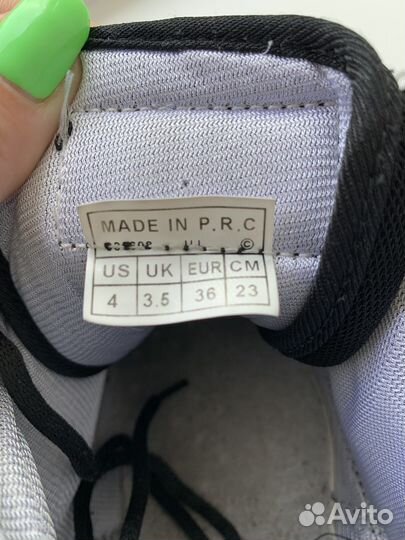 MADE IN P.R.C
©
US UK EUR CM
4 3.5 36 23
Avito